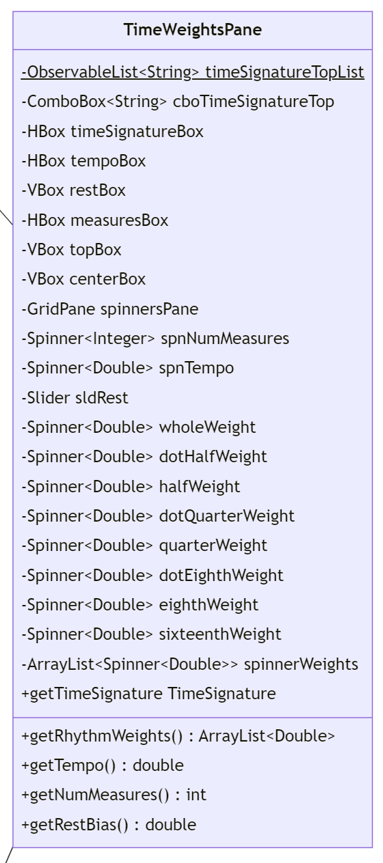 TimeWeightsPane
-ObservableList<String> timeSignatureTopList
-ComboBox<String> cboTimeSignatureTop
-HBox timeSignatureBox
-HBox tempoBox
-VBox restBox
-HBox measuresBox
-VBox topBox
-VBox centerBox
-GridPane spinnersPane
-Spinner<Integer> spnNumMeasures
-Spinner<Double> spnTempo
-Slider sldRest
-Spinner<Double> wholeWeight
-Spinner<Double> dotHalfWeight
-Spinner<Double> halfWeight
-Spinner<Double> dotQuarterWeight
-Spinner<Double> quarterWeight
-Spinner<Double> dotEighthWeight
-Spinner<Double> eighthWeight
-Spinner<Double> sixteenthWeight
-ArrayList<Spinner<Double>> spinnerWeights
+getTimeSignature TimeSignature
+getRhythmWeights() : ArrayList<Double>
+getTempo() : double
+getNumMeasures() : int
+getRestBias() : double